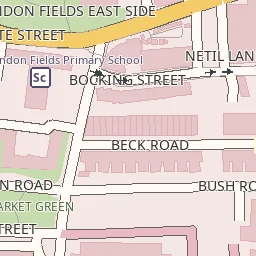 NDON FIELDS EAST SIDE
TE STREET
NETIL LAN
ndon Fields Primary School
Sc
BOCKING STREET
BECK ROAD
N ROAD
BUSH RO
MARKET GREEN
STREET